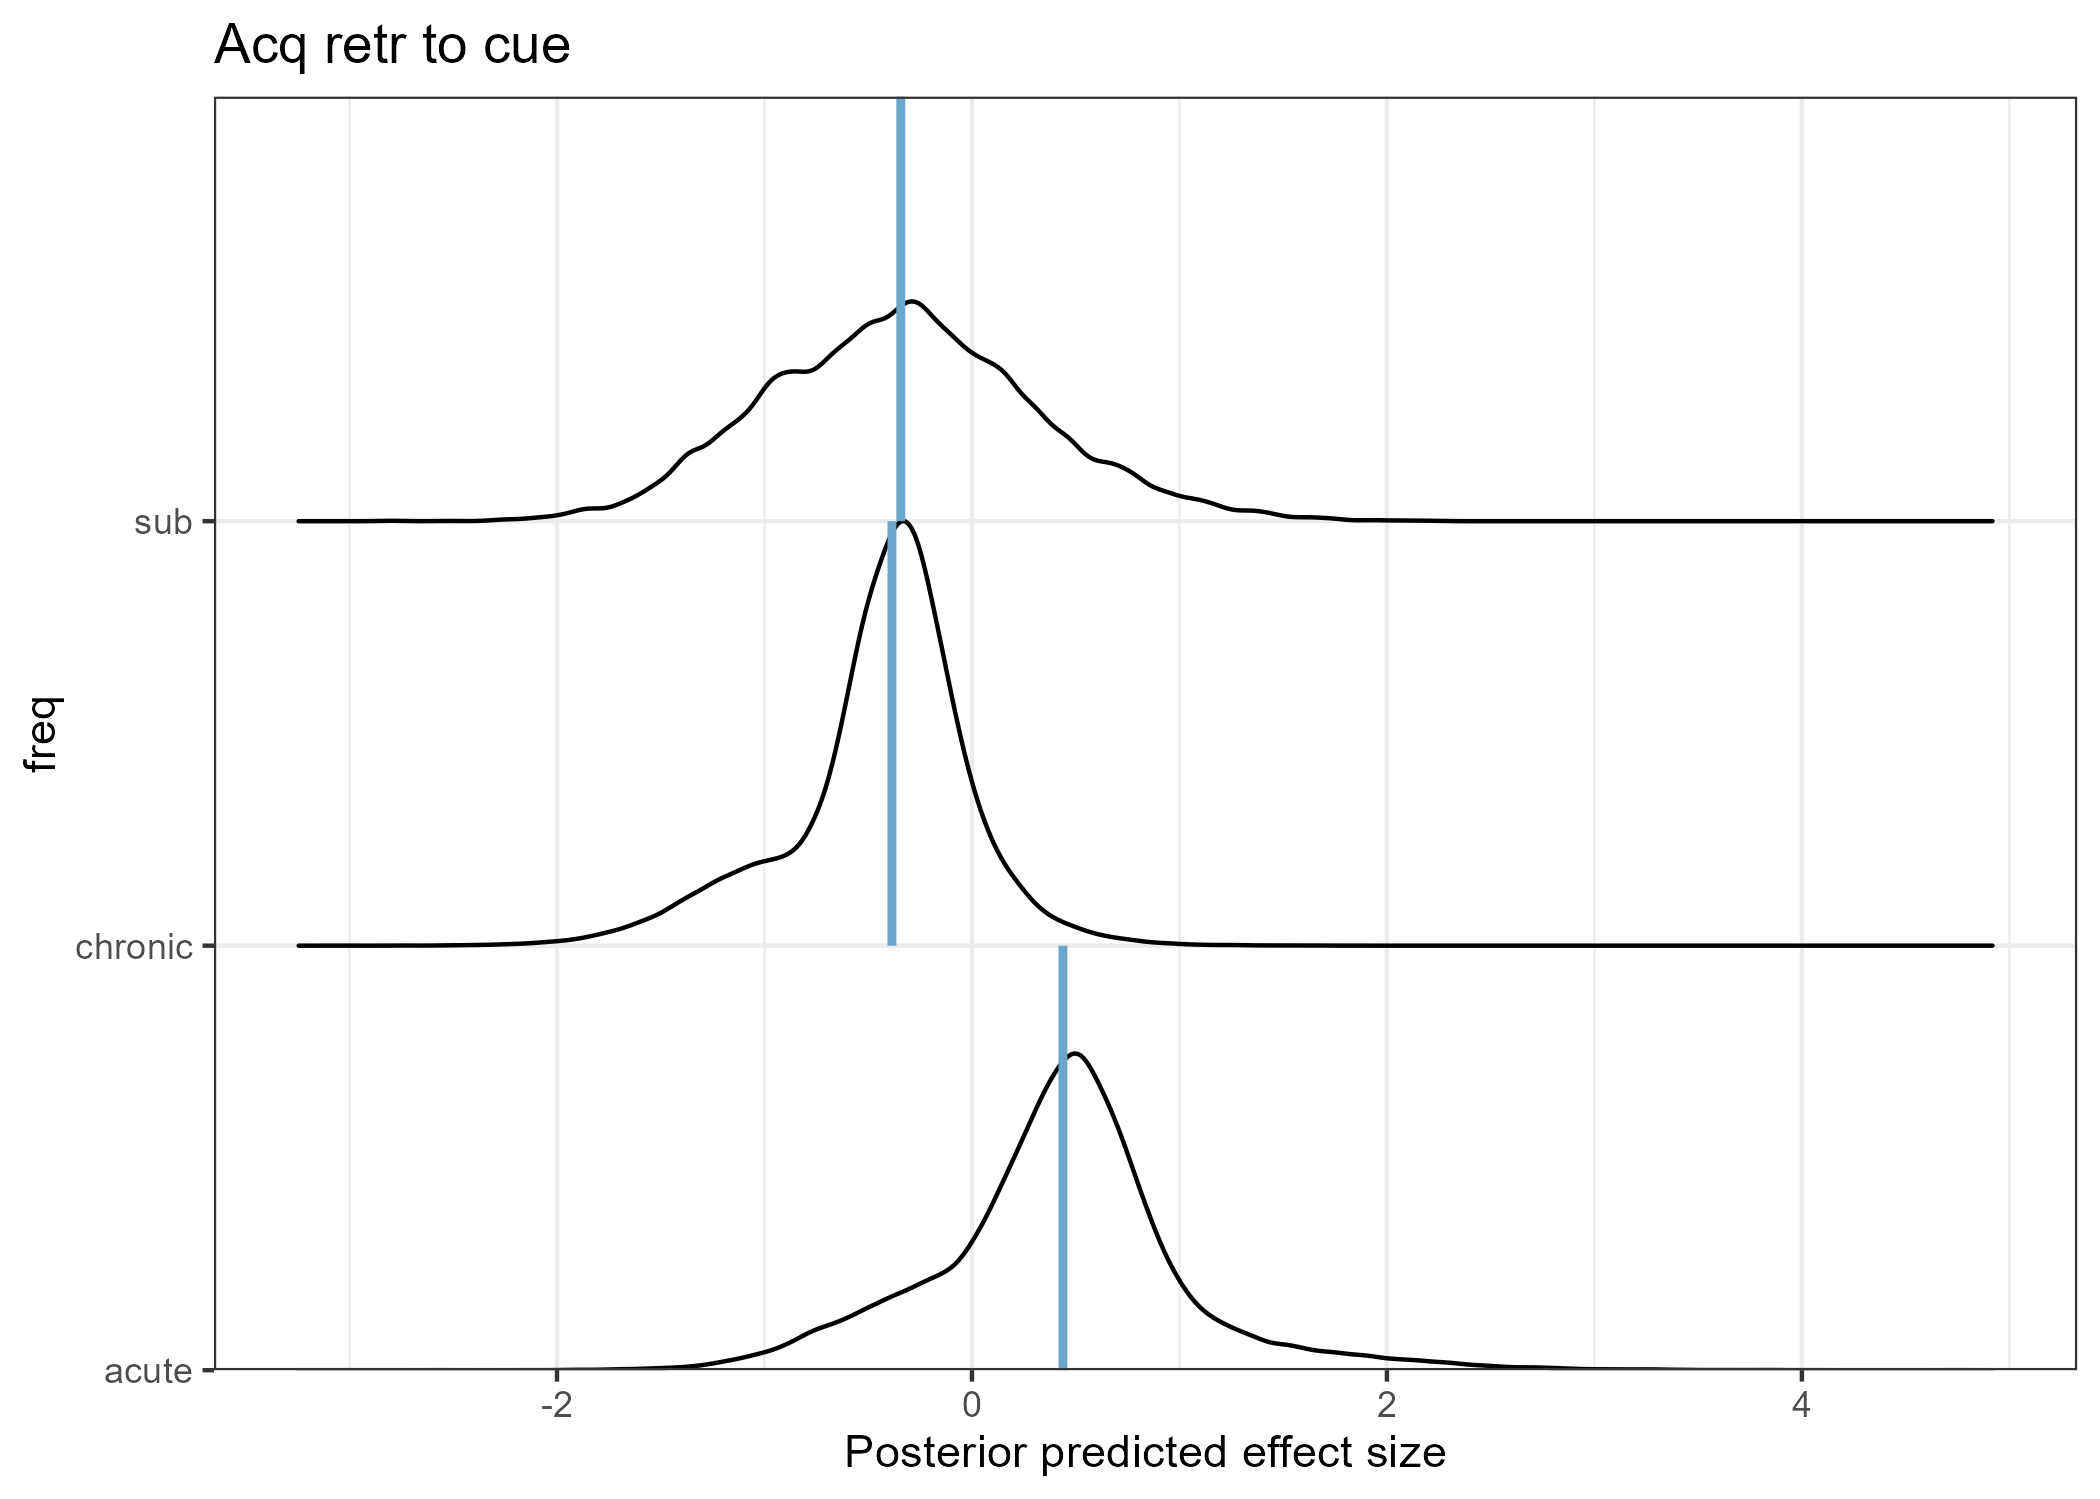 Acq retr to cue
freq
sub
chronic
acute
-2 0 2 4
Posterior predicted effect size